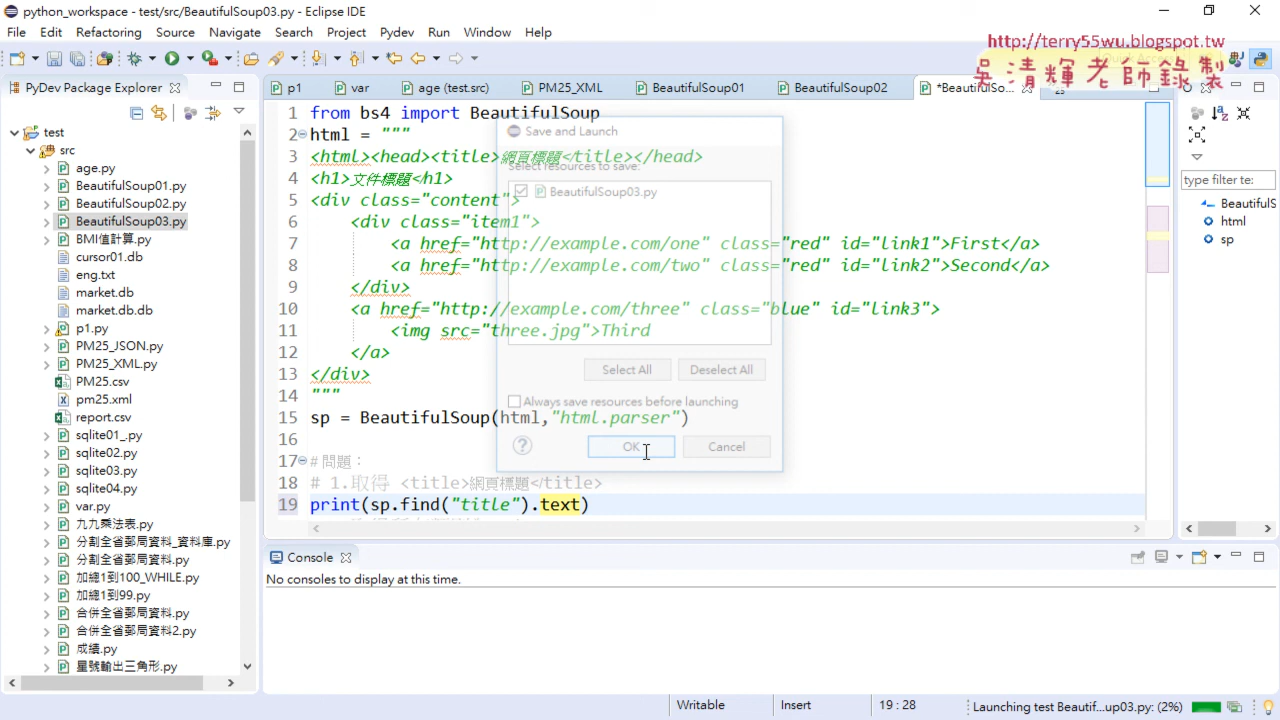 python_workspace - test/src/BeautifulSoup03.py - Eclipse IDE
File Edit Refactoring Source Navigate Search Project Pydev Run Window Help
http://terry55wu.blogspot.tw
吳清輝老師錄製
PyDev Package Explorer
p1
var
age (test.src)
PM25_XML
BeautifulSoup01
BeautifulSoup02
*BeautifulSo...
test
src
age.py
BeautifulSoup01.py
BeautifulSoup02.py
BeautifulSoup03.py
BMI值計算.py
cursor01.db
eng.txt
market.db
market.db.db
p1.py
PM25_JSON.py
PM25_XML.py
PM25.csv
pm25.xml
report.csv
sqlite01_.py
sqlite02.py
sqlite03.py
sqlite04.py
var.py
九九乘法表.py
分割全省郵局資料_資料庫.py
分割全省郵局資料.py
加總1到100_WHILE.py
加總1到99.py
合併全省郵局資料.py
合併全省郵局資料2.py
成績.py
星號輸出三角形.py
1 from bs4 import BeautifulSoup
2 html = """
3 <html><head><title>網頁標題</title></head>
4 <h1>文件標題</h1>
5 <div class="content">
6 <div class="item1">
7 <a href="http://example.com/one" class="red" id="link1">First</a>
8 <a href="http://example.com/two" class="red" id="link2">Second</a>
9 </div>
10 <a href="http://example.com/three" class="blue" id="link3">
11 <img src="three.jpg">Third
12 </a>
13 </div>
14 """
15 sp = BeautifulSoup(html,"html.parser")
16
17 #問題：
18 # 1.取得 <title>網頁標題</title>
19 print(sp.find("title").text)
Save and Launch
Select resources to save:
BeautifulSoup03.py
Select All
Deselect All
Always save resources before launching
OK
Cancel
type filter te:
BeautifulS
html
sp
Console
No consoles to display at this time.
Writable
Insert
19 : 28
Launching test Beautif...up03.py: (2%)